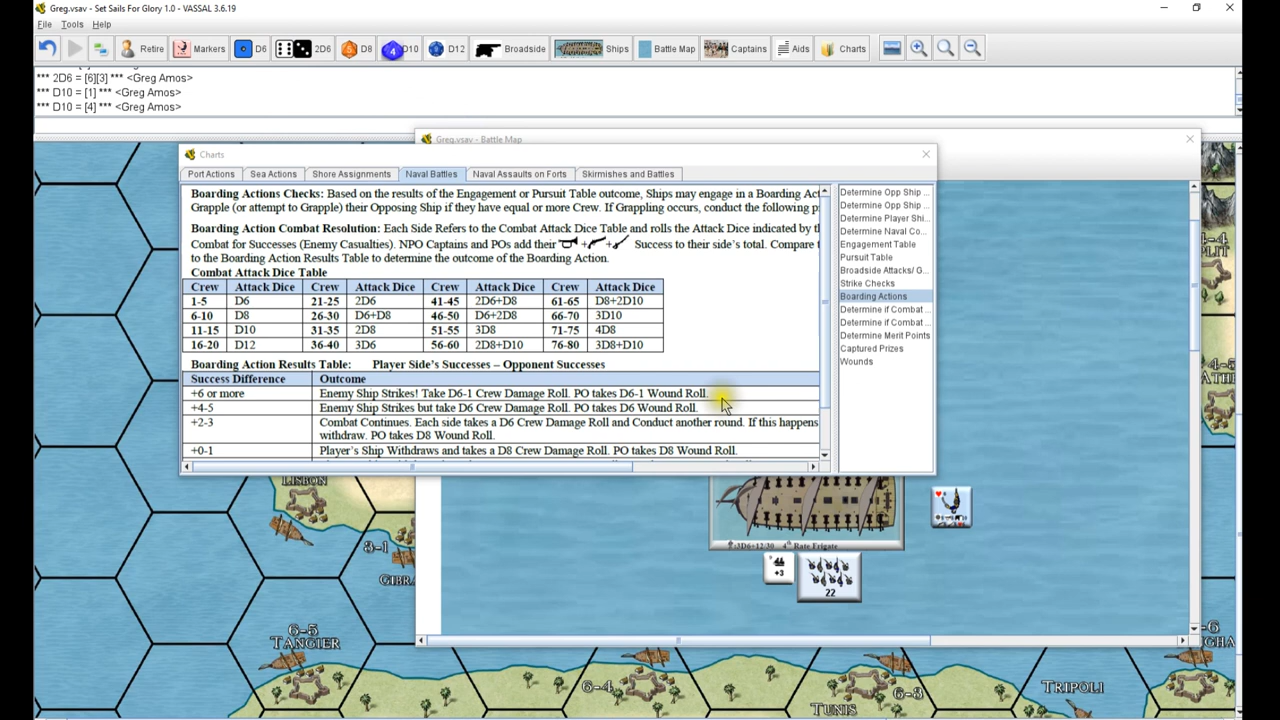 Greg.vsav - Set Sails For Glory 1.0 - VASSAL 3.6.19
File Tools Help
Retire Markers D6 2D6 D8 D10 D12 Broadside Ships Battle Map Captains Aids Charts
*** 2D6 = [6][3] *** <Greg Amos>
*** D10 = [1] *** <Greg Amos>
*** D10 = [4] *** <Greg Amos>
Greg.vsav - Battle Map
Charts
Port Actions Sea Actions Shore Assignments Naval Battles Naval Assaults on Forts Skirmishes and Battles
Boarding Actions Checks: Based on the results of the Engagement or Pursuit Table outcome, Ships may engage in a Boarding Act
Grapple (or attempt to Grapple) their Opposing Ship if they have equal or more Crew. If Grappling occurs, conduct the following p
Boarding Action Combat Resolution: Each Side Refers to the Combat Attack Dice Table and rolls the Attack Dice indicated by t
Combat for Successes (Enemy Casualties). NPO Captains and POs add their + + Success to their side's total. Compare
to the Boarding Action Results Table to determine the outcome of the Boarding Action.
Combat Attack Dice Table
Crew Attack Dice Crew Attack Dice Crew Attack Dice Crew Attack Dice
1-5 D6 21-25 2D6 41-45 2D6+D8 61-65 D8+2D10
6-10 D8 26-30 D6+D8 46-50 D6+2D8 66-70 3D10
11-15 D10 31-35 2D8 51-55 3D8 71-75 4D8
16-20 D12 36-40 3D6 56-60 2D8+D10 76-80 3D8+D10
Boarding Action Results Table: Player Side's Successes – Opponent Successes
Success Difference Outcome
+6 or more Enemy Ship Strikes! Take D6-1 Crew Damage Roll. PO takes D6-1 Wound Roll.
+4-5 Enemy Ship Strikes but take D6 Crew Damage Roll. PO takes D6 Wound Roll.
+2-3 Combat Continues. Each side takes a D6 Crew Damage Roll and Conduct another round. If this happens
withdraw. PO takes D8 Wound Roll.
+0-1 Player's Ship Withdraws and takes a D8 Crew Damage Roll. PO takes D8 Wound Roll.
Determine Opp Ship ...
Determine Opp Ship ...
Determine Player Shi...
Determine Naval Co...
Engagement Table
Pursuit Table
Broadside Attacks/ G...
Strike Checks
Boarding Actions
Determine if Combat ...
Determine if Combat ...
Determine Merit Points
Captured Prizes
Wounds
4-4
SPLIT
4-5
LISBON
3-1
3D6+12/30 4th Rate Frigate
+3
22
6-5
TANGIER
6-4
TUNIS
6-3
TRIPOLI
-6